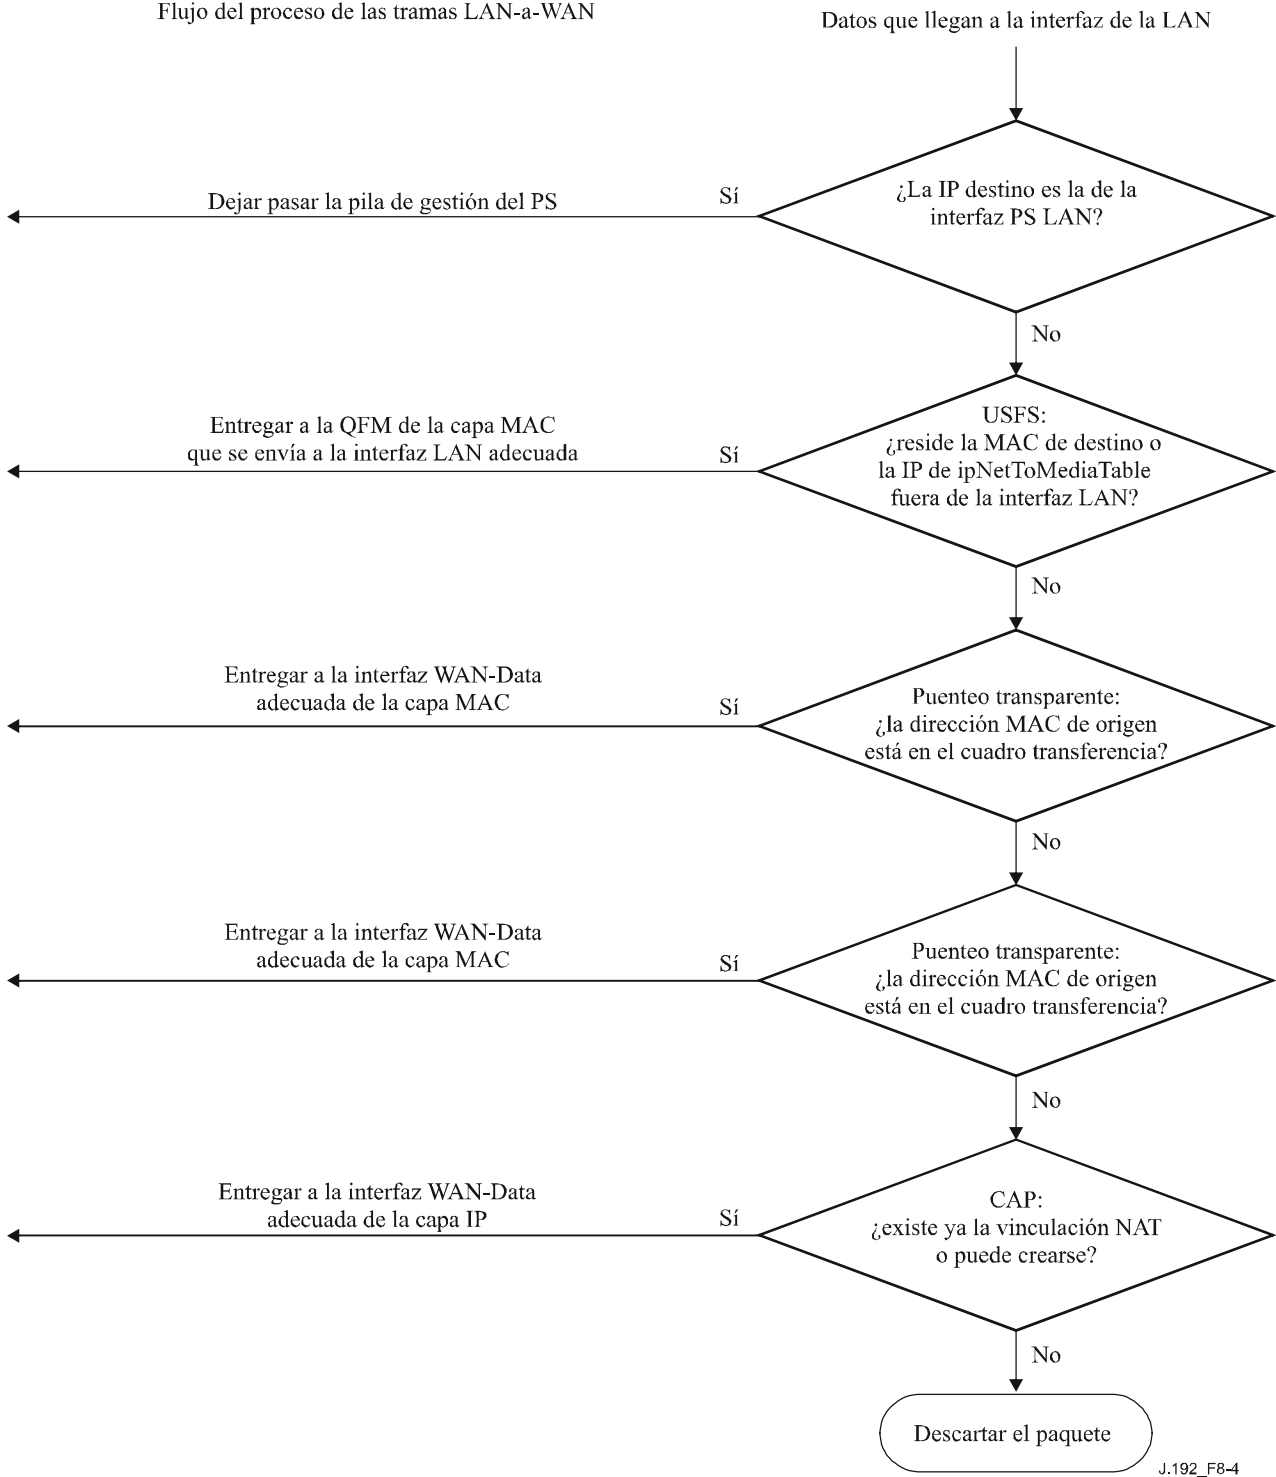 Flujo del proceso de las tramas LAN-a-WAN
Datos que llegan a la interfaz de la LAN
¿La IP destino es la de la
interfaz PS LAN?
Sí
Dejar pasar la pila de gestión del PS
No
USFS:
¿reside la MAC de destino o
la IP de ipNetToMediaTable
fuera de la interfaz LAN?
Sí
Entregar a la QFM de la capa MAC
que se envía a la interfaz LAN adecuada
No
Puenteo transparente:
¿la dirección MAC de origen
está en el cuadro transferencia?
Sí
Entregar a la interfaz WAN-Data
adecuada de la capa MAC
No
Puenteo transparente:
¿la dirección MAC de origen
está en el cuadro transferencia?
Sí
Entregar a la interfaz WAN-Data
adecuada de la capa MAC
No
CAP:
¿existe ya la vinculación NAT
o puede crearse?
Sí
Entregar a la interfaz WAN-Data
adecuada de la capa IP
No
Descartar el paquete
J.192_F8-4